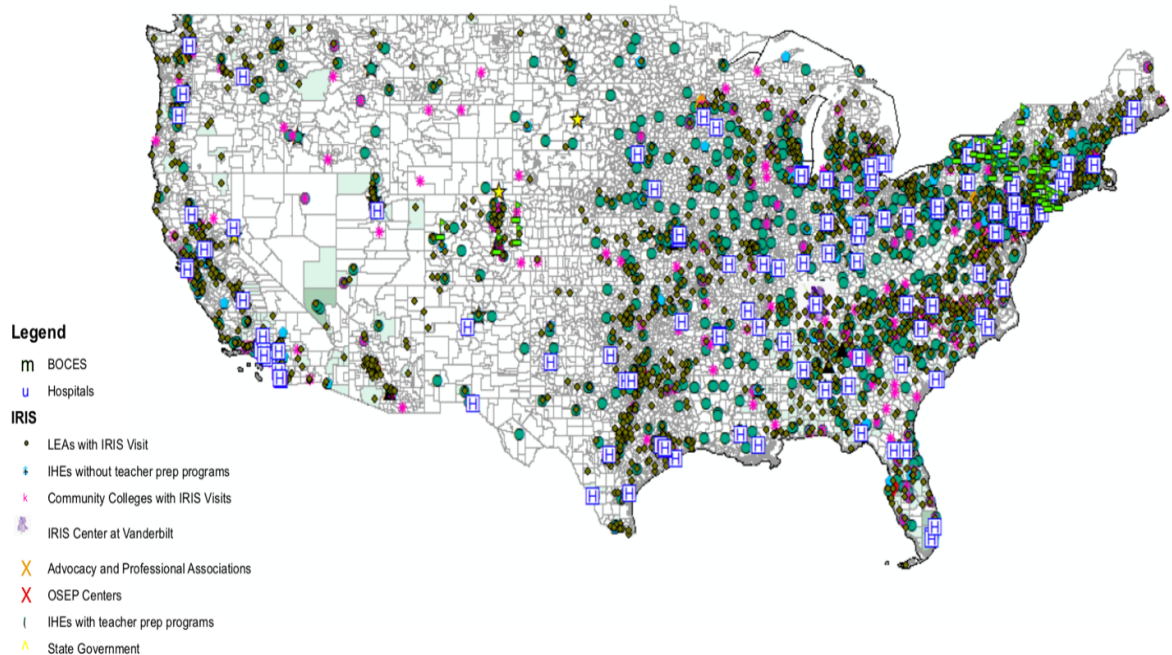 Legend
m BOCES
u Hospitals
IRIS
LEAs with IRIS Visit
IHEs without teacher prep programs
k Community Colleges with IRIS Visits
IRIS Center at Vanderbilt
X Advocacy and Professional Associations
X OSEP Centers
( IHEs with teacher prep programs
^ State Government